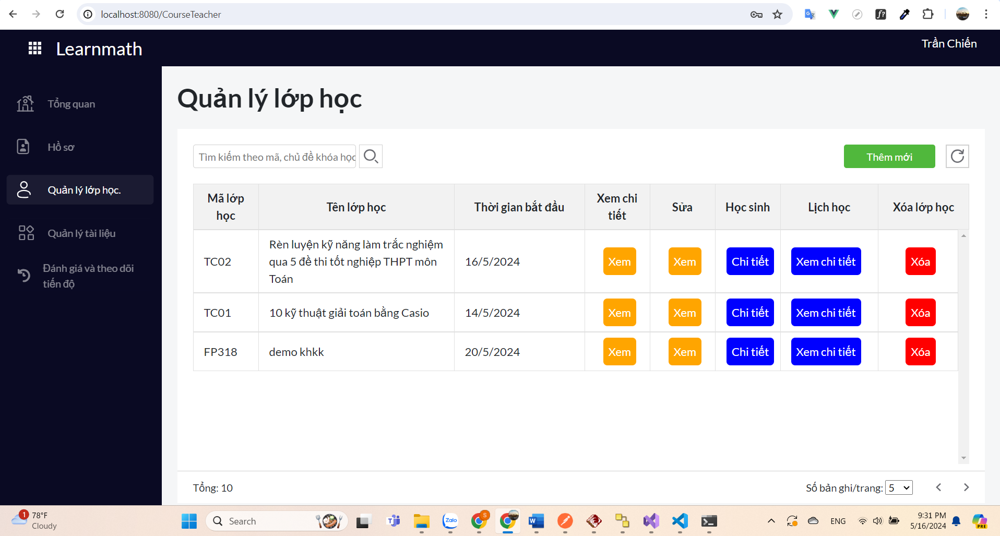 localhost:8080/CourseTeacher
Learnmath
Trần Chiến
Tổng quan
Hồ sơ
Quản lý lớp học.
Quản lý tài liệu
Đánh giá và theo dõi
tiến độ
Quản lý lớp học
Tìm kiếm theo mã, chủ đề khóa học
Thêm mới
Mã lớp
học
Tên lớp học
Thời gian bắt đầu
Xem chi
tiết
Sửa
Học sinh
Lịch học
Xóa lớp học
TC02
Rèn luyện kỹ năng làm trắc nghiệm
qua 5 đề thi tốt nghiệp THPT môn
Toán
16/5/2024
Xem
Xem
Chi tiết
Xem chi tiết
Xóa
TC01
10 kỹ thuật giải toán bằng Casio
14/5/2024
Xem
Xem
Chi tiết
Xem chi tiết
Xóa
FP318
demo khkk
20/5/2024
Xem
Xem
Chi tiết
Xem chi tiết
Xóa
Tổng: 10
Số bản ghi/trang: 5
1
78°F
Cloudy
Search
Zalo
S
ENG
9:31 PM
5/16/2024
PRE